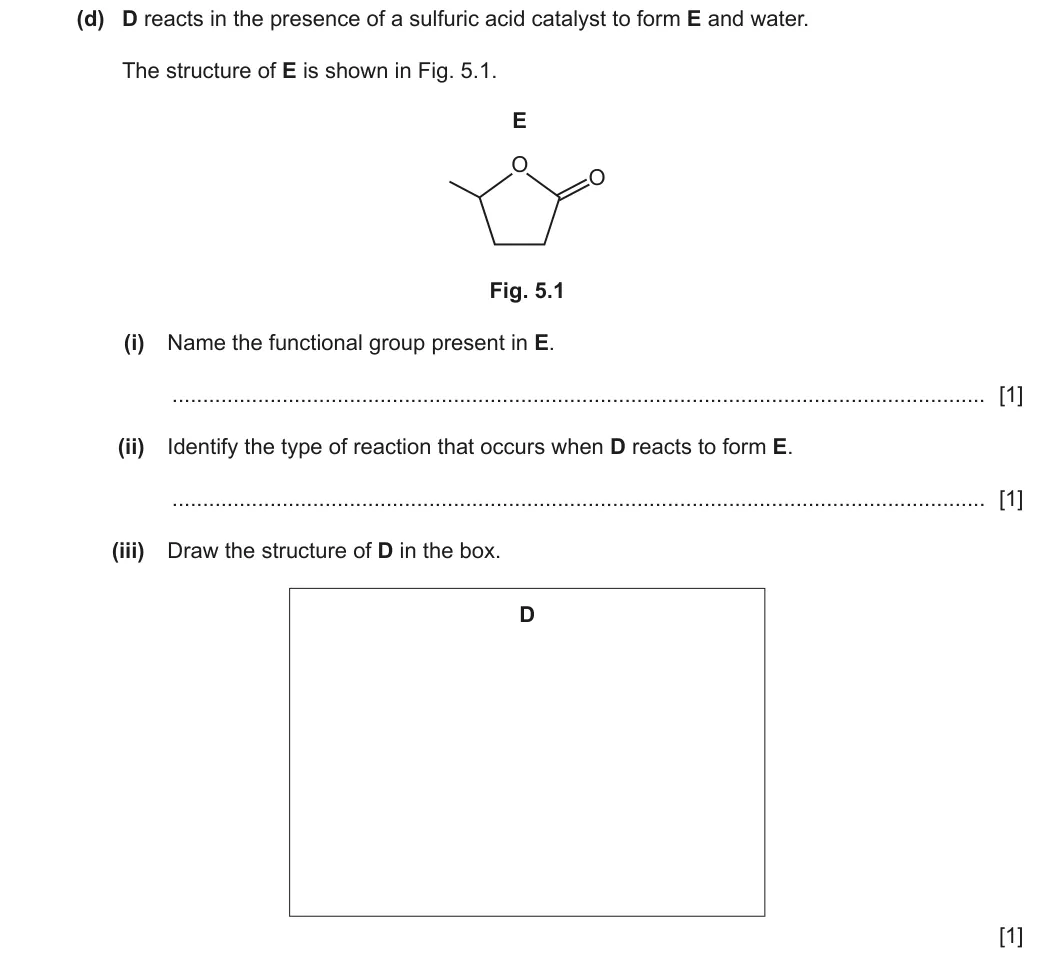 (d) D reacts in the presence of a sulfuric acid catalyst to form E and water.
The structure of E is shown in Fig. 5.1.
E
O
O
Fig. 5.1
(i) Name the functional group present in E.
...................................................................................................................................... [1]
(ii) Identify the type of reaction that occurs when D reacts to form E.
...................................................................................................................................... [1]
(iii) Draw the structure of D in the box.
D
[1]